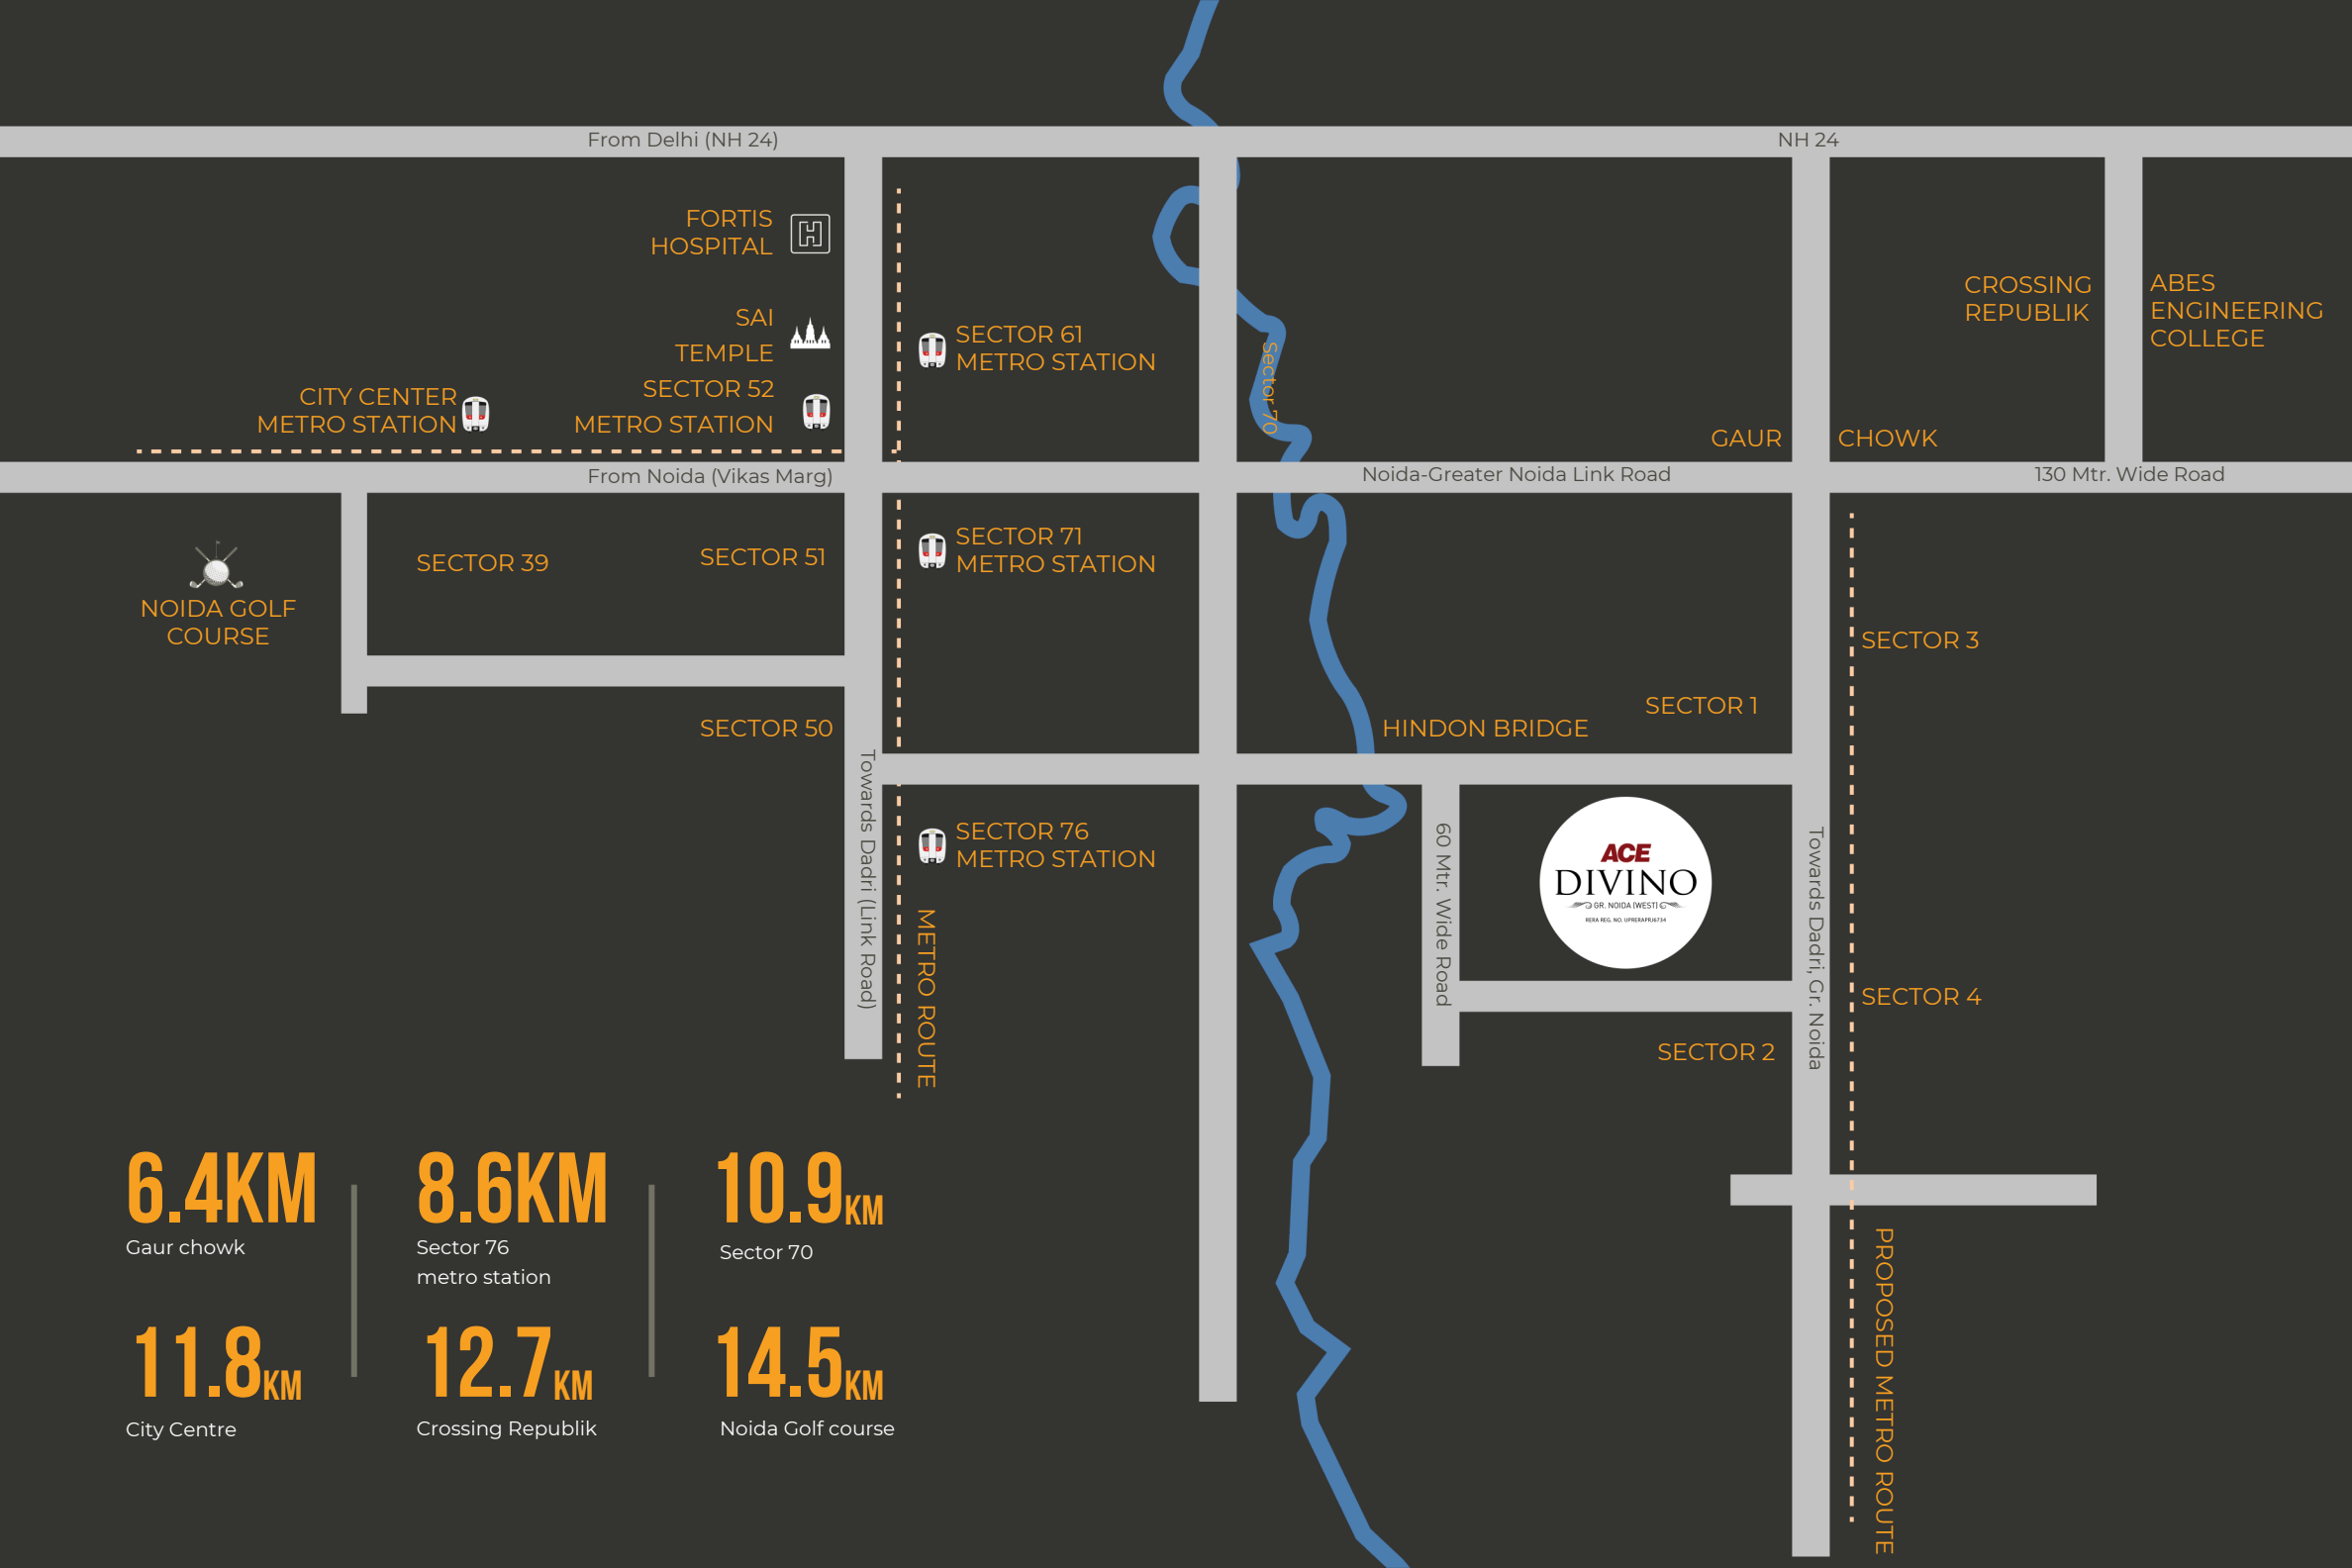 From Delhi (NH 24)
NH 24
FORTIS
HOSPITAL
SAI
TEMPLE
SECTOR 52
METRO STATION
CITY CENTER
METRO STATION
SECTOR 61
METRO STATION
Sector 70
CROSSING
REPUBLIK
ABES
ENGINEERING
COLLEGE
GAUR CHOWK
From Noida (Vikas Marg)
Noida-Greater Noida Link Road
130 Mtr. Wide Road
NOIDA GOLF
COURSE
SECTOR 39
SECTOR 51
SECTOR 71
METRO STATION
SECTOR 3
SECTOR 1
SECTOR 50
HINDON BRIDGE
Towards Dadri (Link Road)
SECTOR 76
METRO STATION
METRO ROUTE
60 Mtr. Wide Road
ACE
DIVINO
GR. NOIDA (WEST)
RERA REG. NO. UPRERAPRJ6734
Towards Dadri, Gr. Noida
SECTOR 4
SECTOR 2
PROPOSED METRO ROUTE
6.4KM
Gaur chowk
8.6KM
Sector 76
metro station
10.9KM
Sector 70
11.8KM
City Centre
12.7KM
Crossing Republik
14.5KM
Noida Golf course